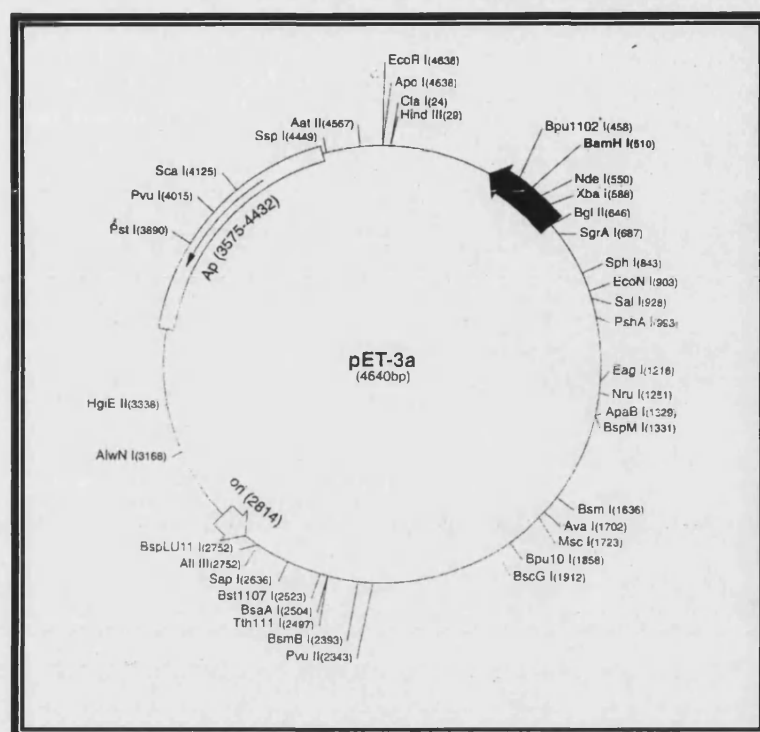 EcoR I(4638)
Apo I(4638)
Cla I(24)
Hind III(29)
Bpu1102 I(458)
BamH I(510)
Nde I(550)
Xba I(588)
Bgl II(646)
SgrA I(687)
Sph I(843)
EcoN I(903)
Sal I(928)
PshA I(993)
Eag I(1216)
Nru I(1251)
ApaB I(1329)
BspM I(1331)
Bsm I(1636)
Ava I(1702)
Msc I(1723)
Bpu10 I(1858)
BscG I(1912)
Pvu II(2343)
BsmB I(2393)
Tth111 I(2497)
BsaA I(2504)
Bst1107 I(2523)
Sap I(2636)
Afl III(2752)
BspLU11 I(2752)
ori (2814)
AlwN I(3168)
HgiE II(3338)
Ap (3575-4432)
Pst I(3890)
Pvu I(4015)
Sca I(4125)
Ssp I(4449)
Aat II(4567)
pET-3a
(4640bp)